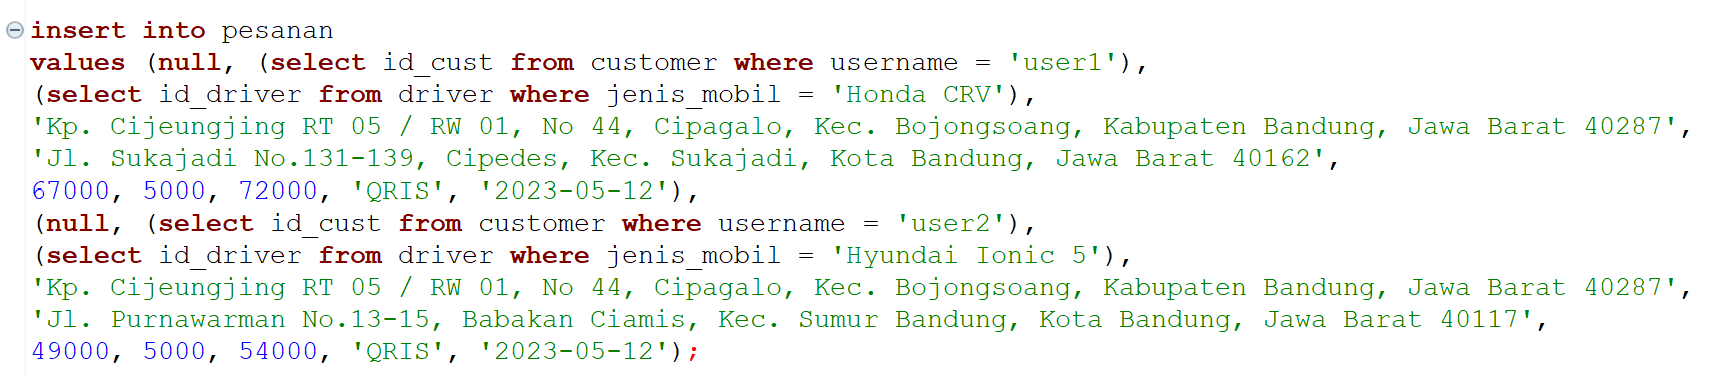 insert into pesanan
values (null, (select id_cust from customer where username = 'user1'),
(select id_driver from driver where jenis_mobil = 'Honda CRV'),
'Kp. Cijeungjing RT 05 / RW 01, No 44, Cipagalo, Kec. Bojongsoang, Kabupaten Bandung, Jawa Barat 40287',
'Jl. Sukajadi No.131-139, Cipedes, Kec. Sukajadi, Kota Bandung, Jawa Barat 40162',
67000, 5000, 72000, 'QRIS', '2023-05-12'),
(null, (select id_cust from customer where username = 'user2'),
(select id_driver from driver where jenis_mobil = 'Hyundai Ionic 5'),
'Kp. Cijeungjing RT 05 / RW 01, No 44, Cipagalo, Kec. Bojongsoang, Kabupaten Bandung, Jawa Barat 40287',
'Jl. Purnawarman No.13-15, Babakan Ciamis, Kec. Sumur Bandung, Kota Bandung, Jawa Barat 40117',
49000, 5000, 54000, 'QRIS', '2023-05-12');